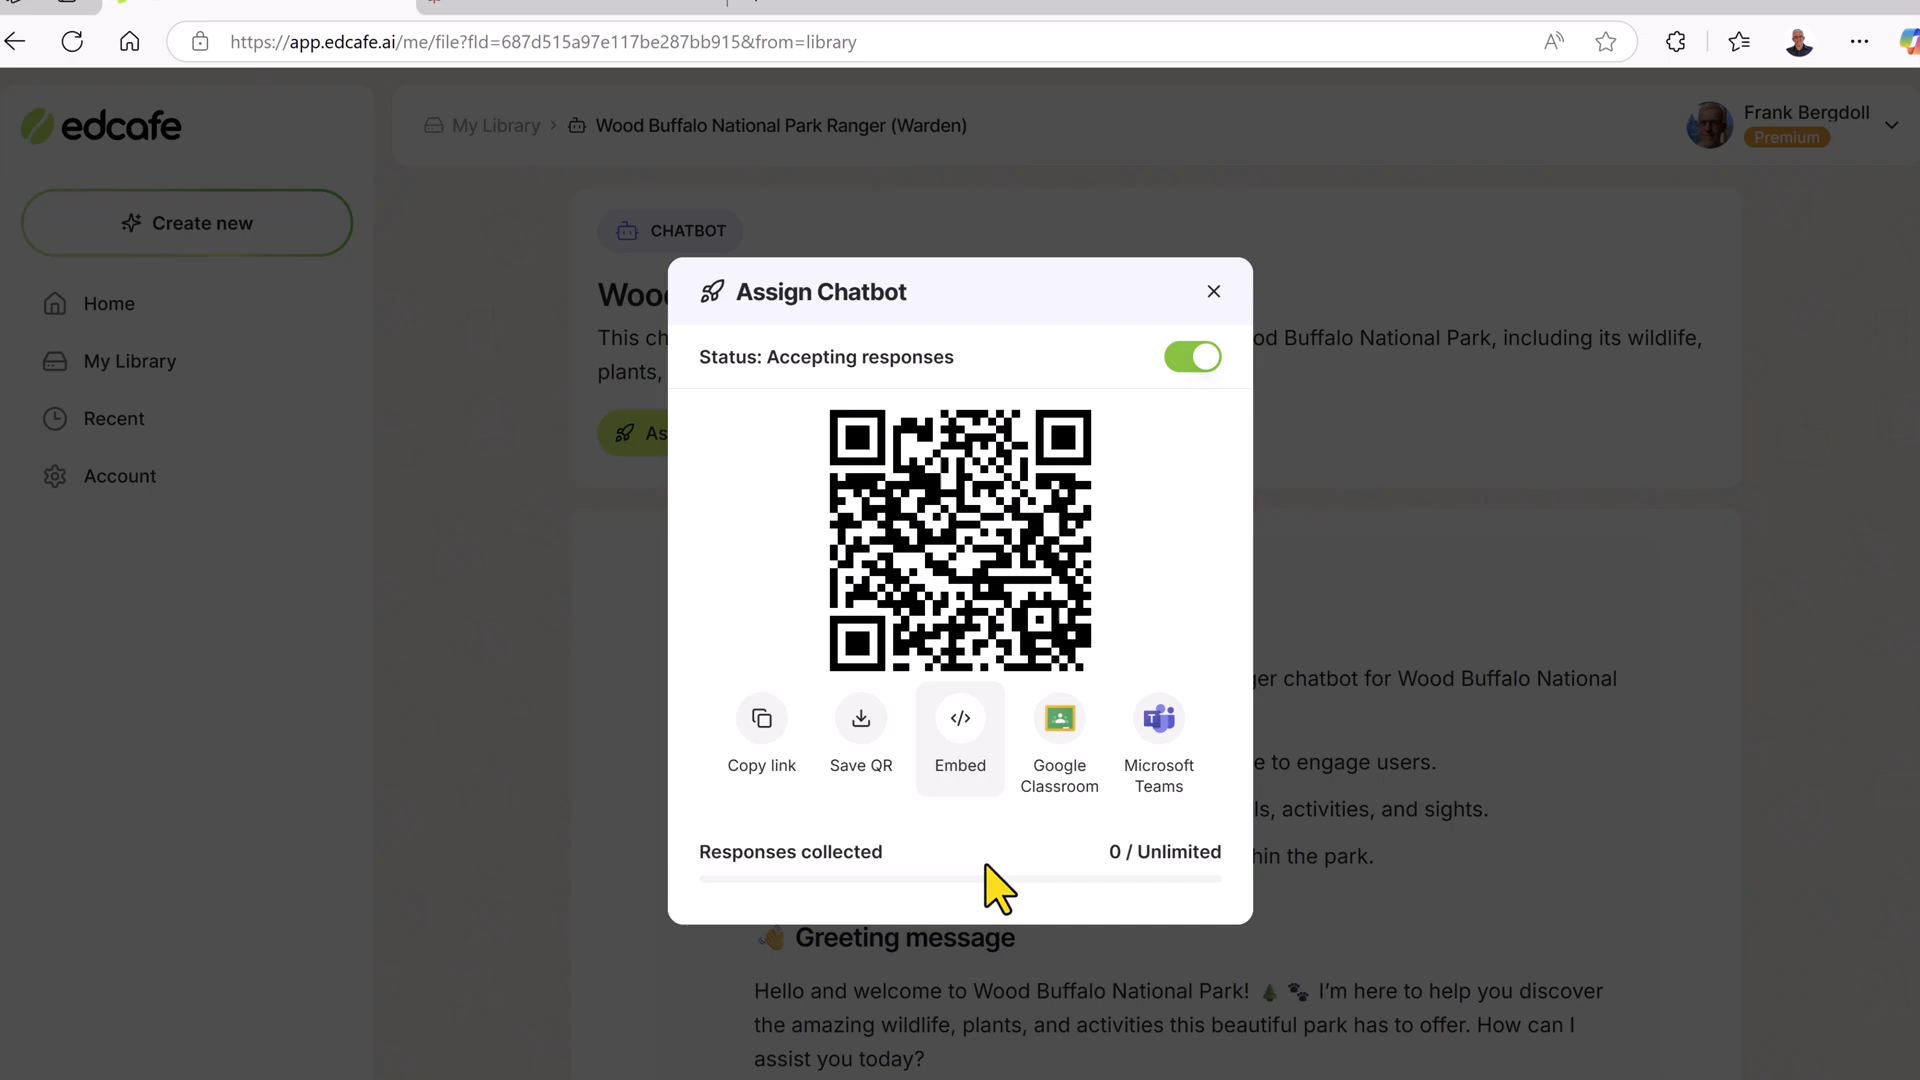 https://app.edcafe.ai/me/file?fId=687d515a97e117be287bb915&from=library
edcafe
My Library > Wood Buffalo National Park Ranger (Warden)
Frank Bergdoll
Premium
Create new
Home
My Library
Recent
Account
CHATBOT
Assign Chatbot
Status: Accepting responses
This ch
od Buffalo National Park, including its wildlife,
plants,
Copy link
Save QR
Embed
Google
Classroom
Microsoft
Teams
ger chatbot for Wood Buffalo National
e to engage users.
ls, activities, and sights.
hin the park.
Responses collected
0 / Unlimited
Greeting message
Hello and welcome to Wood Buffalo National Park! 🌲 🐾 I'm here to help you discover
the amazing wildlife, plants, and activities this beautiful park has to offer. How can I
assist you today?